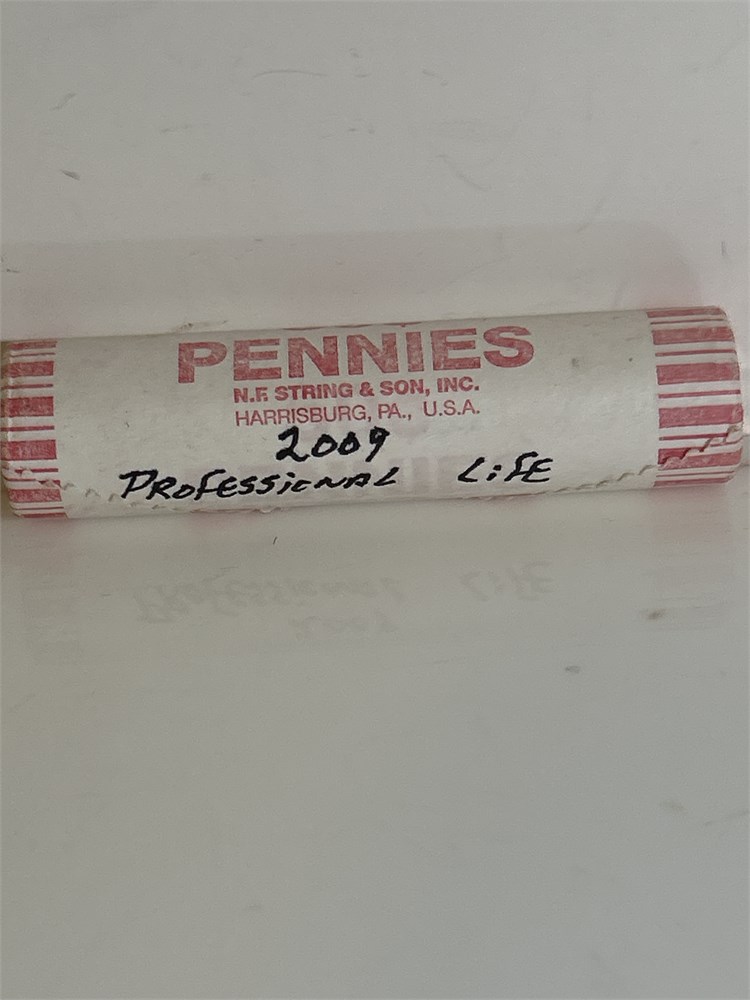 PENNIES
N.F. STRING & SON, INC.
HARRISBURG, PA., U.S.A.
2009
PROFESSIONAL LIFE